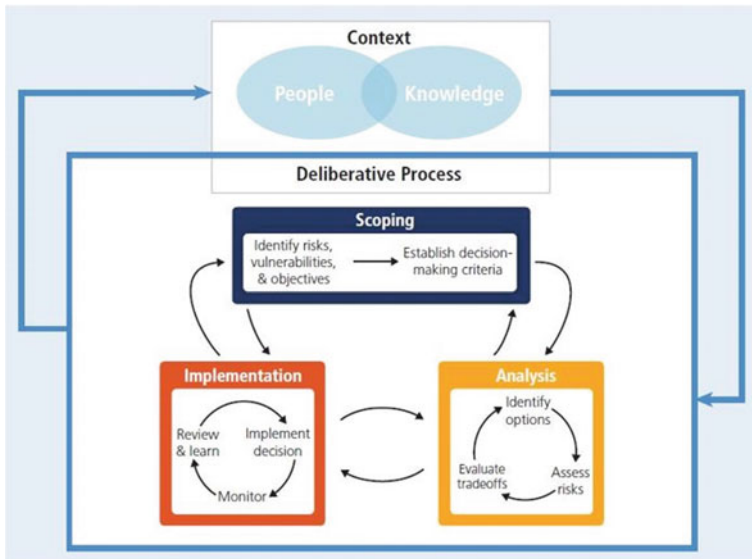 Context
People
Knowledge
Deliberative Process
Scoping
Identify risks,
vulnerabilities,
& objectives
Establish decision-
making criteria
Implementation
Review
& learn
Implement
decision
Monitor
Analysis
Identify
options
Evaluate
tradeoffs
Assess
risks